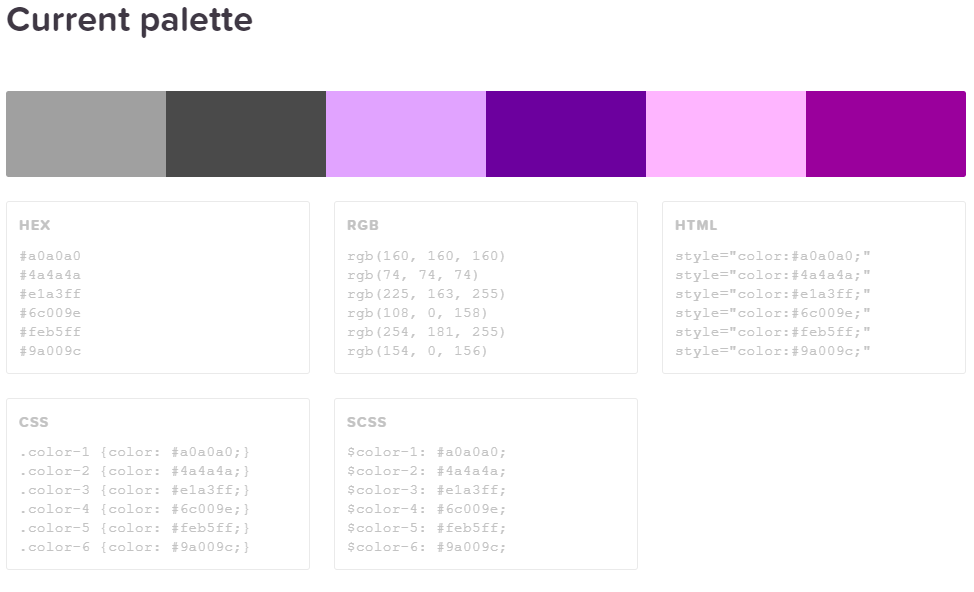 Current palette
HEX
#a0a0a0
#4a4a4a
#e1a3ff
#6c009e
#feb5ff
#9a009c
RGB
rgb(160, 160, 160)
rgb(74, 74, 74)
rgb(225, 163, 255)
rgb(108, 0, 158)
rgb(254, 181, 255)
rgb(154, 0, 156)
HTML
style="color:#a0a0a0;"
style="color:#4a4a4a;"
style="color:#e1a3ff;"
style="color:#6c009e;"
style="color:#feb5ff;"
style="color:#9a009c;"
CSS
.color-1 {color: #a0a0a0;}
.color-2 {color: #4a4a4a;}
.color-3 {color: #e1a3ff;}
.color-4 {color: #6c009e;}
.color-5 {color: #feb5ff;}
.color-6 {color: #9a009c;}
SCSS
$color-1: #a0a0a0;
$color-2: #4a4a4a;
$color-3: #e1a3ff;
$color-4: #6c009e;
$color-5: #feb5ff;
$color-6: #9a009c;